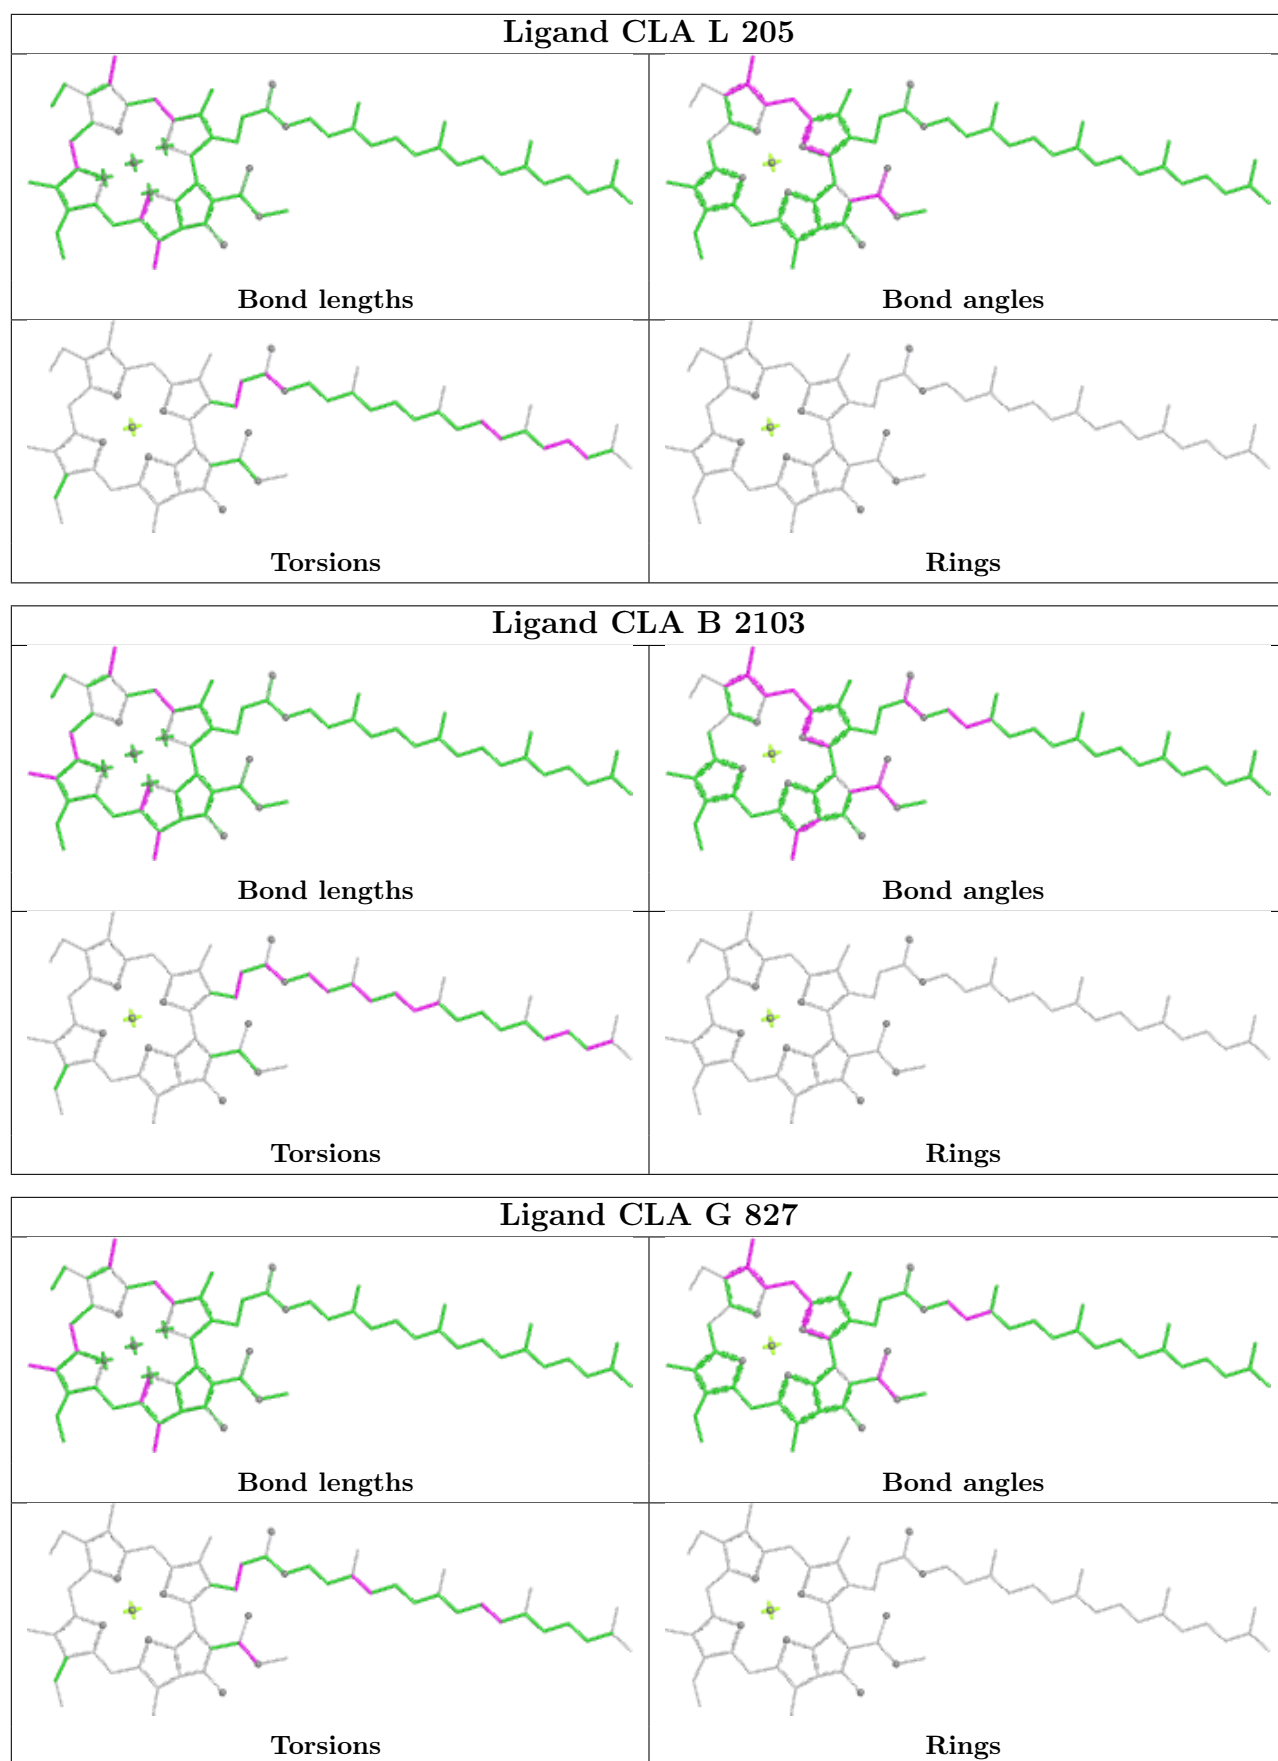 Ligand CLA L 205
Bond lengths
Bond angles
Torsions
Rings
Ligand CLA B 2103
Bond lengths
Bond angles
Torsions
Rings
Ligand CLA G 827
Bond lengths
Bond angles
Torsions
Rings